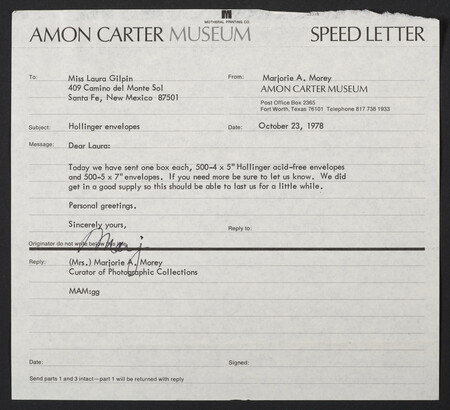 MOTHERAL PRINTING CO
AMON CARTER MUSEUM SPEED LETTER
To: Miss Laura Gilpin From: Marjorie A. Morey
409 Camino del Monte Sol AMON CARTER MUSEUM
Santa Fe, New Mexico 87501 Post Office Box 2365
Fort Worth, Texas 76101 Telephone 817 738 1933
Subject: Hollinger envelopes Date: October 23, 1978
Message: Dear Laura:
Today we have sent one box each, 500-4 x 5" Hollinger acid-free envelopes
and 500-5 x 7" envelopes. If you need more be sure to let us know. We did
get in a good supply so this should be able to last us for a little while.
Personal greetings.
Sincerely yours, Reply to:
Marj.
Originator do not write below this line
Reply: (Mrs.) Marjorie A. Morey
Curator of Photographic Collections
MAM:gg
Date: Signed:
Send parts 1 and 3 intact—part 1 will be returned with reply